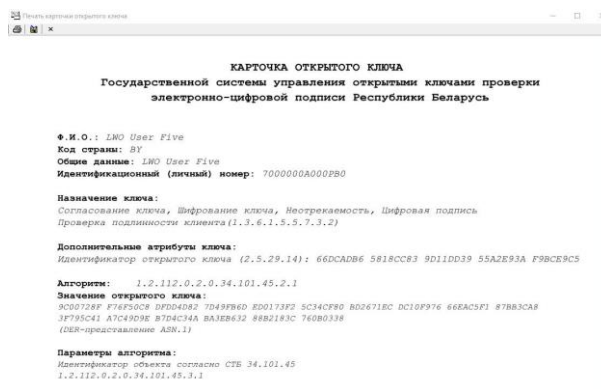 Печать карточки открытого ключа
КАРТОЧКА ОТКРЫТОГО КЛЮЧА
Государственной системы управления открытыми ключами проверки
электронно-цифровой подписи Республики Беларусь
Ф.И.О.: LWO User Five
Код страны: BY
Общие данные: LWO User Five
Идентификационный (личный) номер: 7000000A000PB0
Назначение ключа:
Согласование ключа, Шифрование ключа, Неотрекаемость, Цифровая подпись
Проверка подлинности клиента(1.3.6.1.5.5.7.3.2)
Дополнительные атрибуты ключа:
Идентификатор открытого ключа (2.5.29.14): 66DCADB6 5818CC83 9D11DD39 55A2E93A F9BCE9C5
Алгоритм: 1.2.112.0.2.0.34.101.45.2.1
Значение открытого ключа:
9C00728F F76F50C8 DFDD4D82 7D49FB6D ED0173F2 5C34CF80 BD2671EC DC10F976 66EAC5F1 87BB3CA8
3F795C41 A7C49D9E B7D4C34A BA3EB632 88B2183C 760B0338
(DER-представление ASN.1)
Параметры алгоритма:
Идентификатор объекта согласно СТБ 34.101.45
1.2.112.0.2.0.34.101.45.3.1